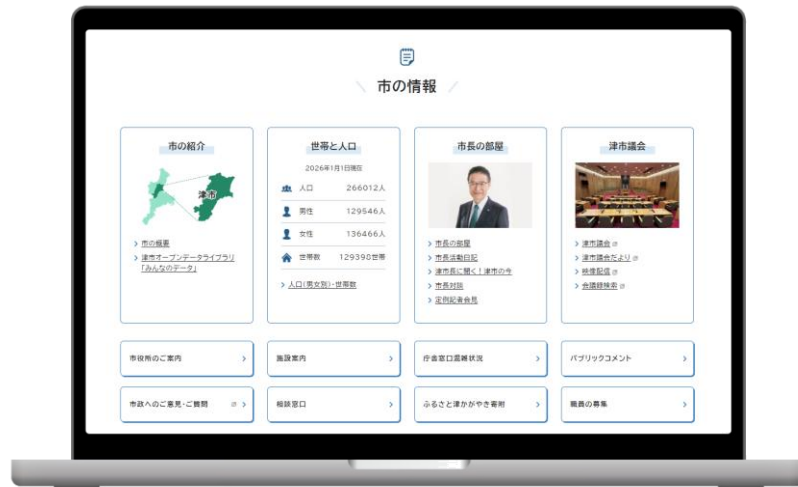 市の情報
市の紹介
津市
市の概要
津市オープンデータライブラリ
「みんなのデータ」
世帯と人口
2026年1月1日現在
人口 266012人
男性 129546人
女性 136466人
世帯数 129398世帯
人口(男女別)・世帯数
市長の部屋
市長の部屋
市長活動日記
津市長に聞く!津市の今
市長対談
定例記者会見
津市議会
津市議会
津市議会だより
映像配信
会議録検索
市役所のご案内
施設案内
庁舎窓口混雑状況
パブリックコメント
市政へのご意見・ご質問
相談窓口
ふるさと津かがやき寄附
職員の募集